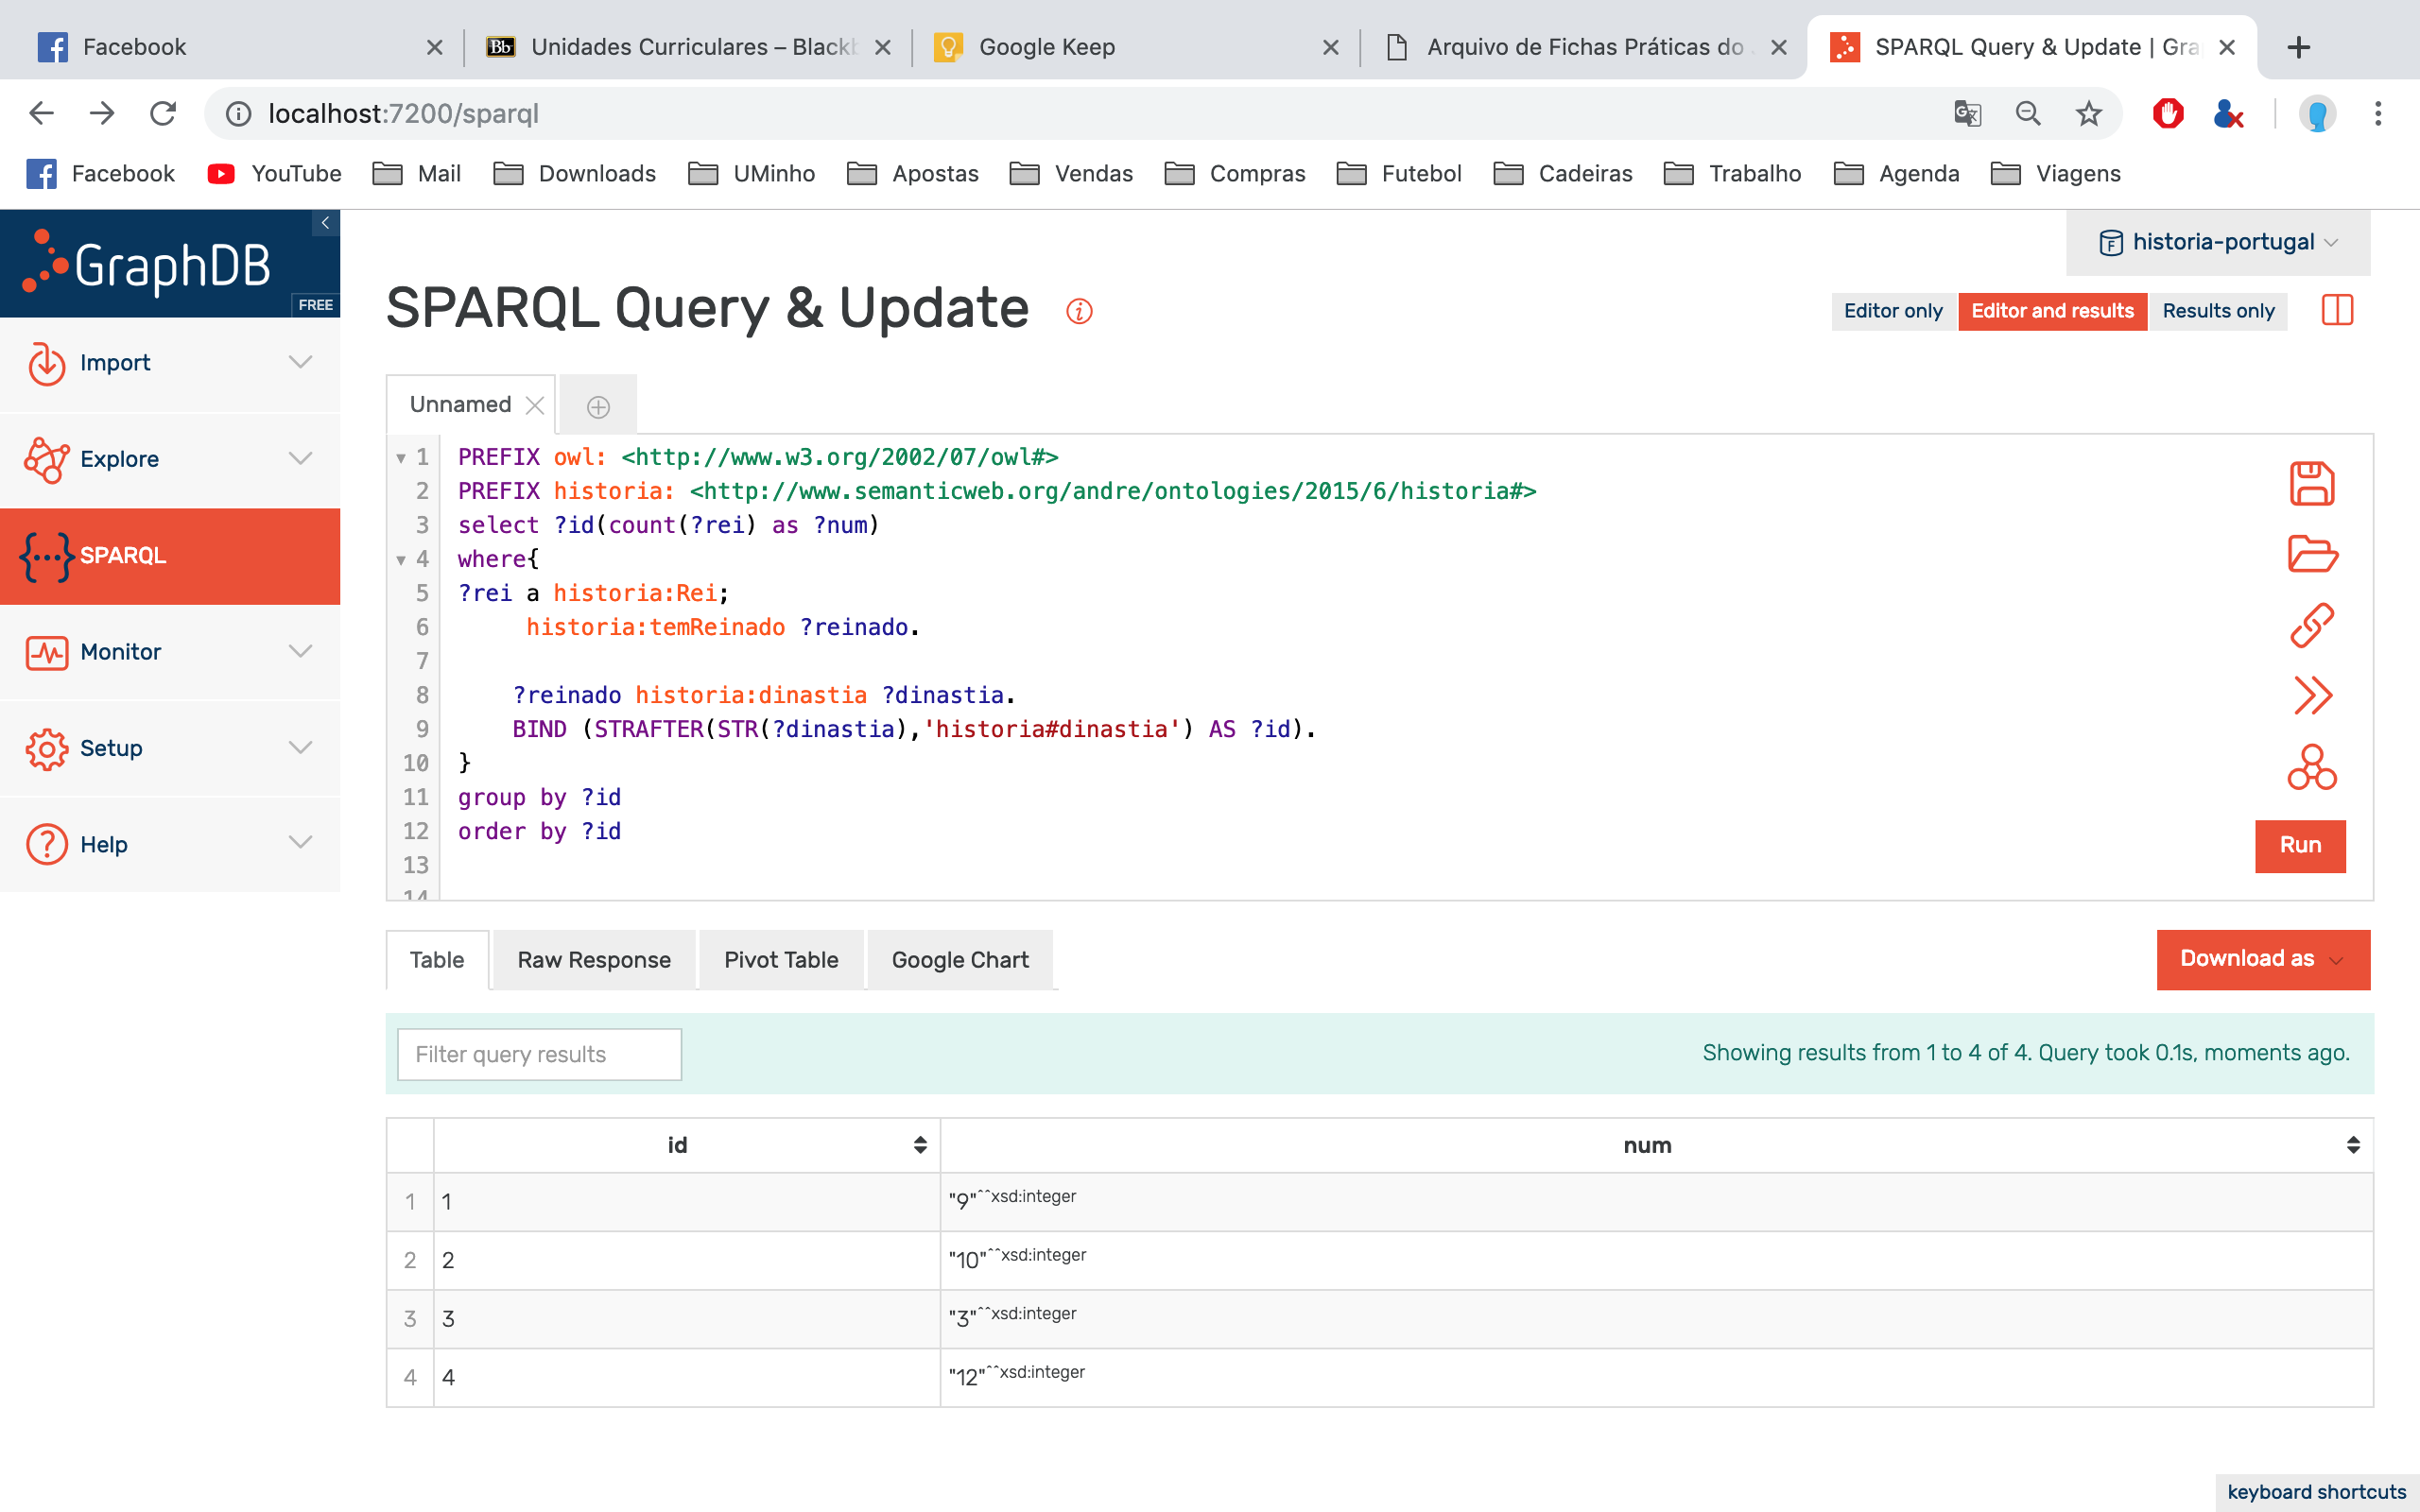 Facebook
Unidades Curriculares – Blackb
Google Keep
Arquivo de Fichas Práticas do
SPARQL Query & Update | Gra
localhost:7200/sparql
Facebook YouTube Mail Downloads UMinho Apostas Vendas Compras Futebol Cadeiras Trabalho Agenda Viagens
GraphDB
FREE
Import
Explore
SPARQL
Monitor
Setup
Help
historia-portugal
SPARQL Query & Update
Editor only Editor and results Results only
Unnamed
1 PREFIX owl: <http://www.w3.org/2002/07/owl#>
2 PREFIX historia: <http://www.semanticweb.org/andre/ontologies/2015/6/historia#>
3 select ?id(count(?rei) as ?num)
4 where{
5 ?rei a historia:Rei;
6 historia:temReinado ?reinado.
7
8 ?reinado historia:dinastia ?dinastia.
9 BIND (STRAFTER(STR(?dinastia),'historia#dinastia') AS ?id).
10 }
11 group by ?id
12 order by ?id
13
14
Run
Table Raw Response Pivot Table Google Chart
Download as
Filter query results
Showing results from 1 to 4 of 4. Query took 0.1s, moments ago.
id num
1 1 "9"^^xsd:integer
2 2 "10"^^xsd:integer
3 3 "3"^^xsd:integer
4 4 "12"^^xsd:integer
keyboard shortcuts